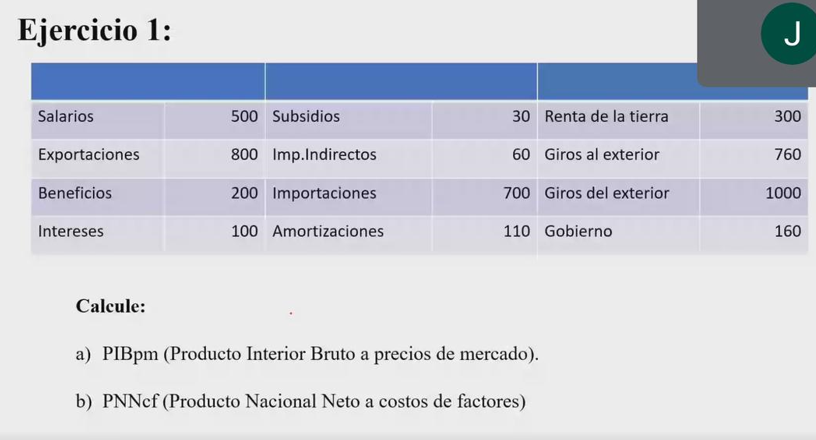 Ejercicio 1:
J
Salarios 500 Subsidios 30 Renta de la tierra 300
Exportaciones 800 Imp.Indirectos 60 Giros al exterior 760
Beneficios 200 Importaciones 700 Giros del exterior 1000
Intereses 100 Amortizaciones 110 Gobierno 160
Calcule:
a) PIBpm (Producto Interior Bruto a precios de mercado).
b) PNNcf (Producto Nacional Neto a costos de factores)